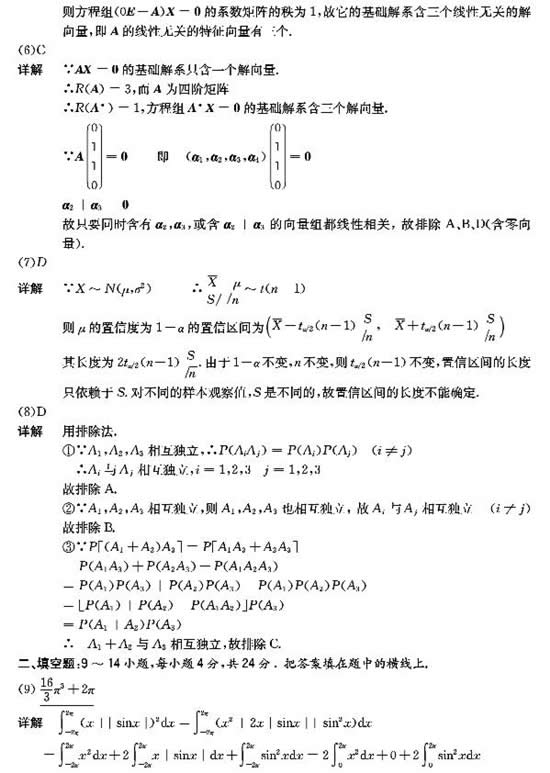 则方程组(0E－A)X＝0的系数矩阵的秩为1,故它的基础解系含三个线性无关的解
向量,即A的线性无关的特征向量有三个.
(6)C
详解 ∵AX＝0的基础解系只含一个解向量.
∴R(A)＝3,而A为四阶矩阵
∴R(A*)＝1,方程组A*X＝0的基础解系含三个解向量.
∵A(0 1 1 0)＝0 即 (α₁,α₂,α₃,α₄)(0 1 1 0)＝0
α₂ | α₃ 0
故只要同时含有α₂,α₃,或含α₂ | α₃的向量组都线性相关, 故排除A、B、D(含零向
量).
(7)D
详解 ∵X～N(μ,σ²) ∴ X̄ μ / S/ /n ～t(n 1)
则μ的置信度为1－α的置信区间为(X̄－t_{α/2}(n－1) S/ /n , X̄＋t_{α/2}(n－1) S/ /n)
其长度为2t_{α/2}(n－1) S/ /n.由于1－α不变,n不变,则t_{α/2}(n－1)不变,置信区间的长度
只依赖于S.对不同的样本观察值,S是不同的,故置信区间的长度不能确定.
(8)D
详解 用排除法.
①∵A₁,A₂,A₃相互独立,∴P(AᵢAⱼ)＝P(Aᵢ)P(Aⱼ) (i≠j)
∴Aᵢ与Aⱼ相互独立,i＝1,2,3 j＝1,2,3
故排除A.
②∵A₁,A₂,A₃相互独立,则A₁,A₂,A₃也相互独立, 故Aᵢ与Aⱼ相互独立 (i≠j)
故排除B.
③∵P[(A₁＋A₂)A₃]－P[A₁A₃＋A₂A₃]
P(A₁A₃)＋P(A₂A₃)－P(A₁A₂A₃)
－P(A₁)P(A₃) | P(A₂)P(A₃) P(A₁)P(A₂)P(A₃)
－[P(A₁) | P(A₂) P(A₁A₂)]P(A₃)
＝P(A₁ | A₂)P(A₃)
∴ A₁＋A₂与A₃相互独立,故排除C.
二、填空题:9～14小题,每小题4分,共24分. 把答案填在题中的横线上.
(9) 16/3 π³＋2π
详解 ∫_{－2π}^{2π}(x | | sinx|)²dx－∫_{－2π}^{2π}(x² | 2x | sinx | | sin²x)dx
－∫_{－2π}^{2π}x²dx＋2∫_{－2π}^{2π}x | sinx | dx＋∫_{－2π}^{2π}sin²xdx－2∫₀^{2π}x²dx＋0＋2∫₀^{2π}sin²xdx